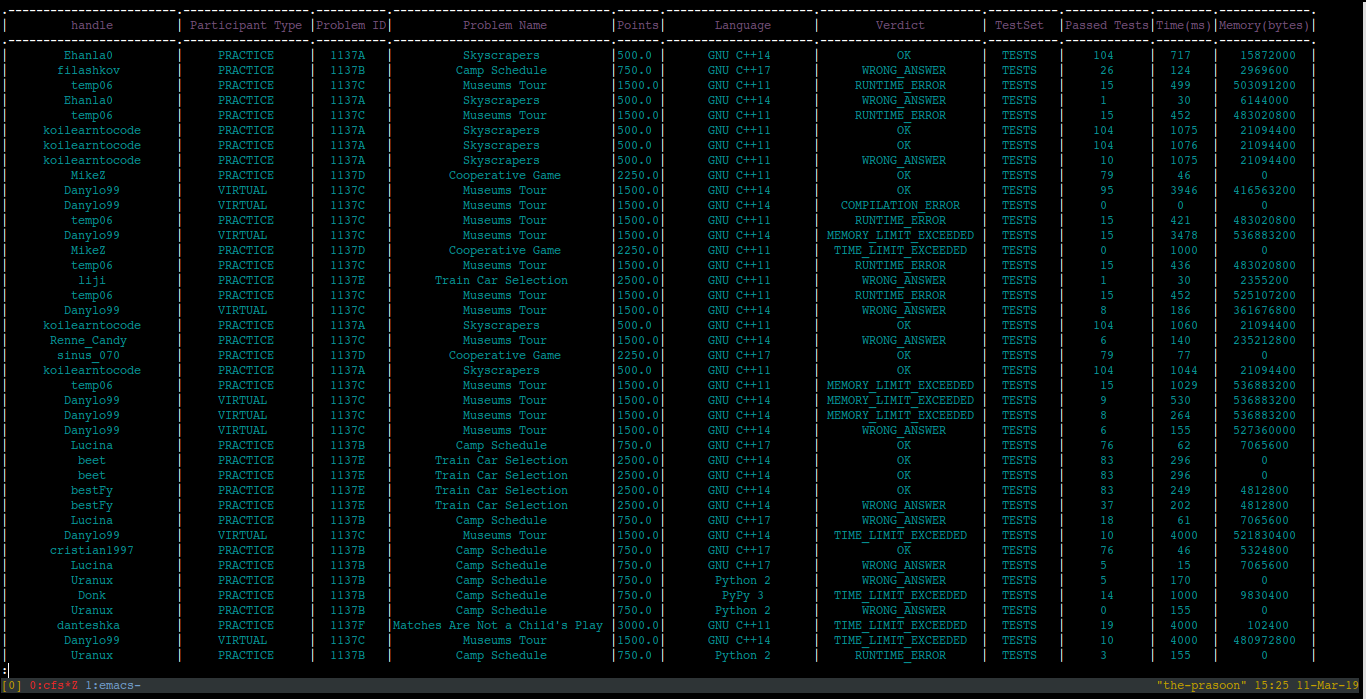 handle Participant Type Problem ID Problem Name Points Language Verdict TestSet Passed Tests Time(ms) Memory(bytes)
Ehanla0 PRACTICE 1137A Skyscrapers 500.0 GNU C++14 OK TESTS 104 717 15872000
filashkov PRACTICE 1137B Camp Schedule 750.0 GNU C++17 WRONG_ANSWER TESTS 26 124 2969600
temp06 PRACTICE 1137C Museums Tour 1500.0 GNU C++11 RUNTIME_ERROR TESTS 15 499 503091200
Ehanla0 PRACTICE 1137A Skyscrapers 500.0 GNU C++14 WRONG_ANSWER TESTS 1 30 6144000
temp06 PRACTICE 1137C Museums Tour 1500.0 GNU C++11 RUNTIME_ERROR TESTS 15 452 483020800
koilearntocode PRACTICE 1137A Skyscrapers 500.0 GNU C++11 OK TESTS 104 1075 21094400
koilearntocode PRACTICE 1137A Skyscrapers 500.0 GNU C++11 OK TESTS 104 1076 21094400
koilearntocode PRACTICE 1137A Skyscrapers 500.0 GNU C++11 WRONG_ANSWER TESTS 10 1075 21094400
MikeZ PRACTICE 1137D Cooperative Game 2250.0 GNU C++11 OK TESTS 79 46 0
Danylo99 VIRTUAL 1137C Museums Tour 1500.0 GNU C++14 OK TESTS 95 3946 416563200
Danylo99 VIRTUAL 1137C Museums Tour 1500.0 GNU C++14 COMPILATION_ERROR TESTS 0 0 0
temp06 PRACTICE 1137C Museums Tour 1500.0 GNU C++11 RUNTIME_ERROR TESTS 15 421 483020800
Danylo99 VIRTUAL 1137C Museums Tour 1500.0 GNU C++14 MEMORY_LIMIT_EXCEEDED TESTS 15 3478 536883200
MikeZ PRACTICE 1137D Cooperative Game 2250.0 GNU C++11 TIME_LIMIT_EXCEEDED TESTS 0 1000 0
temp06 PRACTICE 1137C Museums Tour 1500.0 GNU C++11 RUNTIME_ERROR TESTS 15 436 483020800
liji PRACTICE 1137E Train Car Selection 2500.0 GNU C++11 WRONG_ANSWER TESTS 1 30 2355200
temp06 PRACTICE 1137C Museums Tour 1500.0 GNU C++11 RUNTIME_ERROR TESTS 15 452 525107200
Danylo99 VIRTUAL 1137C Museums Tour 1500.0 GNU C++14 WRONG_ANSWER TESTS 8 186 361676800
koilearntocode PRACTICE 1137A Skyscrapers 500.0 GNU C++11 OK TESTS 104 1060 21094400
Renne_Candy PRACTICE 1137C Museums Tour 1500.0 GNU C++14 WRONG_ANSWER TESTS 6 140 235212800
sinus_070 PRACTICE 1137D Cooperative Game 2250.0 GNU C++17 OK TESTS 79 77 0
koilearntocode PRACTICE 1137A Skyscrapers 500.0 GNU C++11 OK TESTS 104 1044 21094400
temp06 PRACTICE 1137C Museums Tour 1500.0 GNU C++11 MEMORY_LIMIT_EXCEEDED TESTS 15 1029 536883200
Danylo99 VIRTUAL 1137C Museums Tour 1500.0 GNU C++14 MEMORY_LIMIT_EXCEEDED TESTS 9 530 536883200
Danylo99 VIRTUAL 1137C Museums Tour 1500.0 GNU C++14 MEMORY_LIMIT_EXCEEDED TESTS 8 264 536883200
Danylo99 VIRTUAL 1137C Museums Tour 1500.0 GNU C++14 WRONG_ANSWER TESTS 6 155 527360000
Lucina PRACTICE 1137B Camp Schedule 750.0 GNU C++17 OK TESTS 76 62 7065600
beet PRACTICE 1137E Train Car Selection 2500.0 GNU C++14 OK TESTS 83 296 0
beet PRACTICE 1137E Train Car Selection 2500.0 GNU C++14 OK TESTS 83 296 0
bestFy PRACTICE 1137E Train Car Selection 2500.0 GNU C++14 OK TESTS 83 249 4812800
bestFy PRACTICE 1137E Train Car Selection 2500.0 GNU C++14 WRONG_ANSWER TESTS 37 202 4812800
Lucina PRACTICE 1137B Camp Schedule 750.0 GNU C++17 WRONG_ANSWER TESTS 18 61 7065600
Danylo99 VIRTUAL 1137C Museums Tour 1500.0 GNU C++14 TIME_LIMIT_EXCEEDED TESTS 10 4000 521830400
cristian1997 PRACTICE 1137B Camp Schedule 750.0 GNU C++17 OK TESTS 76 46 5324800
Lucina PRACTICE 1137B Camp Schedule 750.0 GNU C++17 WRONG_ANSWER TESTS 5 15 7065600
Uranux PRACTICE 1137B Camp Schedule 750.0 Python 2 WRONG_ANSWER TESTS 5 170 0
Donk PRACTICE 1137B Camp Schedule 750.0 PyPy 3 TIME_LIMIT_EXCEEDED TESTS 14 1000 9830400
Uranux PRACTICE 1137B Camp Schedule 750.0 Python 2 WRONG_ANSWER TESTS 0 155 0
danteshka PRACTICE 1137F Matches Are Not a Child's Play 3000.0 GNU C++11 TIME_LIMIT_EXCEEDED TESTS 19 4000 102400
Danylo99 VIRTUAL 1137C Museums Tour 1500.0 GNU C++14 TIME_LIMIT_EXCEEDED TESTS 10 4000 480972800
Uranux PRACTICE 1137B Camp Schedule 750.0 Python 2 RUNTIME_ERROR TESTS 3 155 0
:
[0] 0:cfs*Z 1:emacs- "the-prasoon" 15:25 11-Mar-19